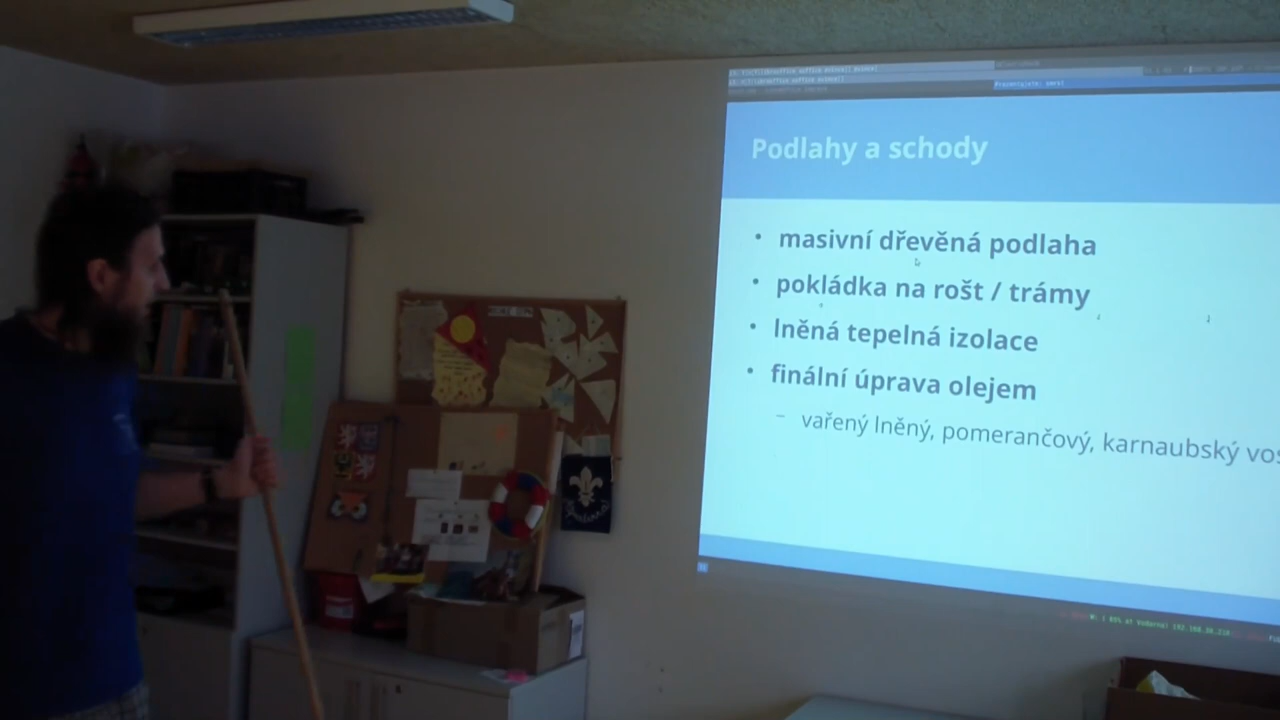 Podlahy a schody
• masivní dřevěná podlaha
• pokládka na rošt / trámy
• lněná tepelná izolace
• finální úprava olejem
– vařený lněný, pomerančový, karnaubský vos